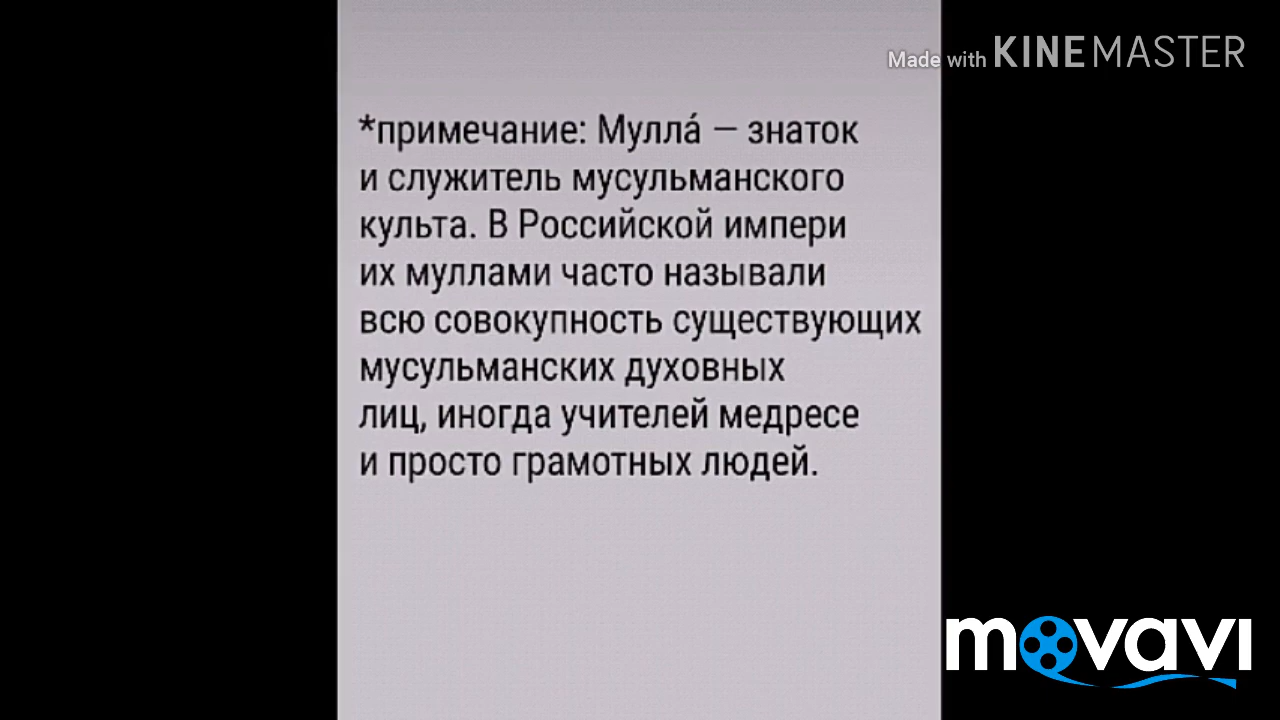 Made with KINEMASTER
*примечание: Мулла́ — знаток
и служитель мусульманского
культа. В Российской импери
их муллами часто называли
всю совокупность существующих
мусульманских духовных
лиц, иногда учителей медресе
и просто грамотных людей.
movavi